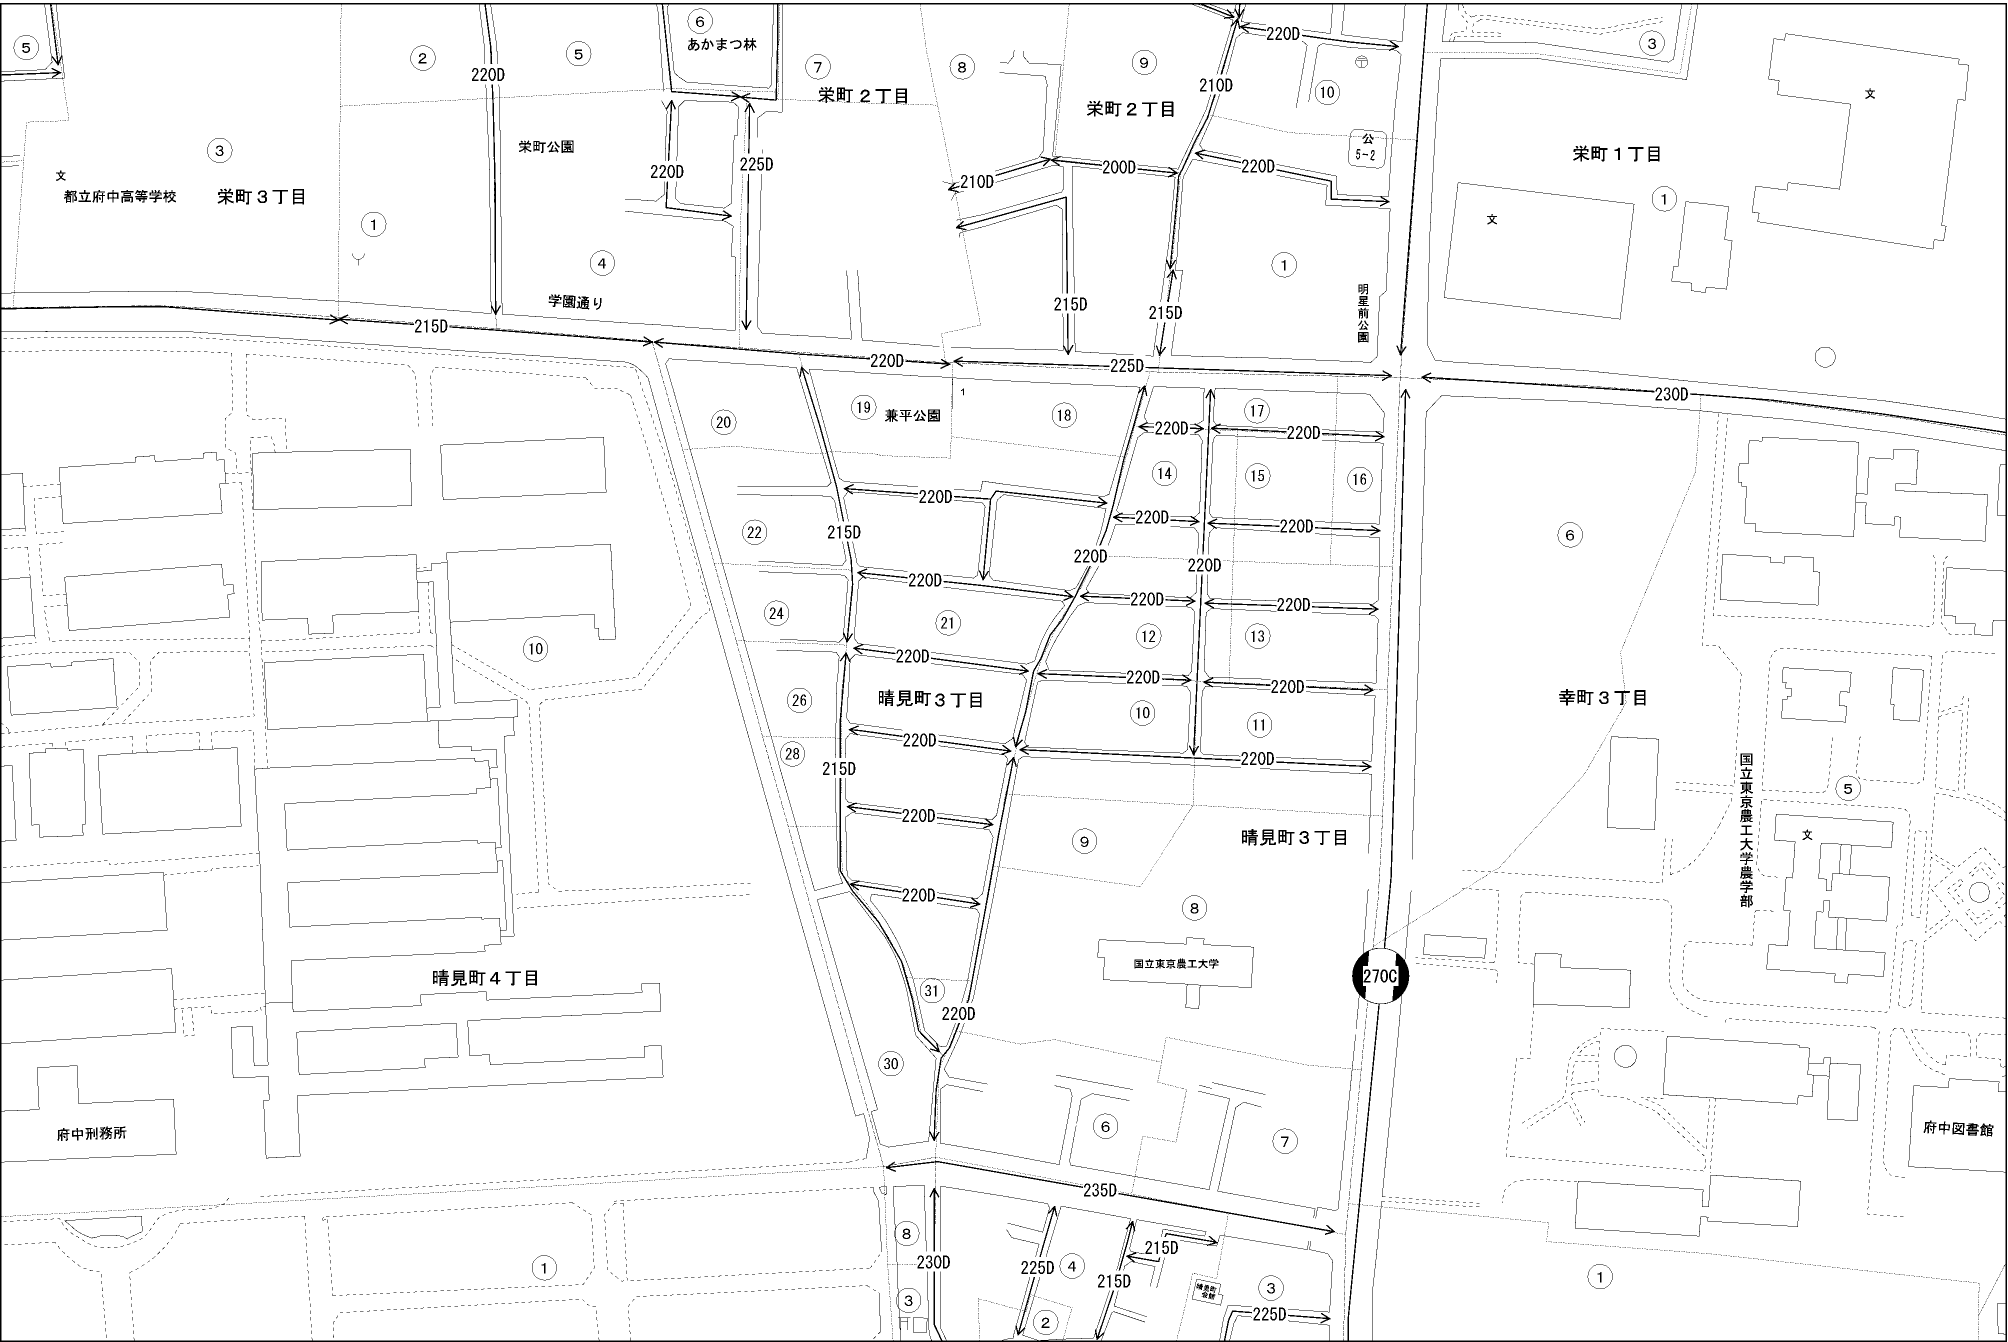 ⑥
あかまつ林
⑤
②
⑤
⑦
栄町２丁目
⑧
⑨
220D
③
220D
210D
⑩
文
栄町２丁目
③
栄町公園
225D
公
5-2
栄町１丁目
文
都立府中高等学校
栄町３丁目
220D
210D
200D
220D
①
文
①
④
①
学園通り
215D
215D
明星前公園
215D
220D
225D
230D
⑳
⑲
兼平公園
1
⑱
⑰
220D
220D
⑭
⑮
⑯
220D
215D
220D
220D
㉒
220D
220D
⑥
220D
220D
220D
㉔
㉑
⑫
⑬
⑩
220D
220D
220D
㉖
晴見町３丁目
⑩
⑪
幸町３丁目
㉘
220D
220D
215D
国立東京農工大学農学部
⑤
220D
⑨
晴見町３丁目
文
220D
⑧
晴見町４丁目
国立東京農工大学
270C
㉛
220D
㉚
府中刑務所
⑥
⑦
府中図書館
235D
⑧
230D
225D
④
215D
215D
①
③
晴見町
会館
③
②
225D
①